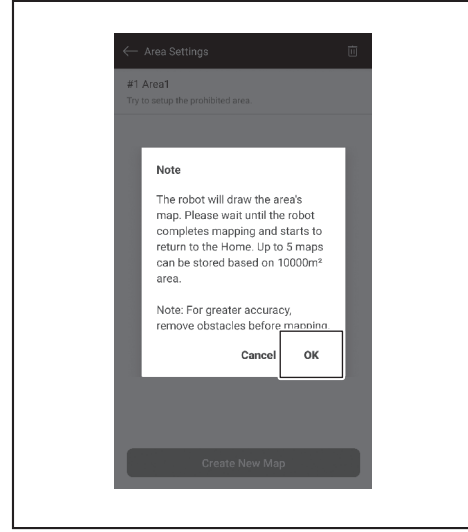 Area Settings
#1 Area1
Try to setup the prohibited area.
Note
The robot will draw the area's
map. Please wait until the robot
completes mapping and starts to
return to the Home. Up to 5 maps
can be stored based on 10000m²
area.
Note: For greater accuracy,
remove obstacles before mapping.
Cancel OK
Create New Map